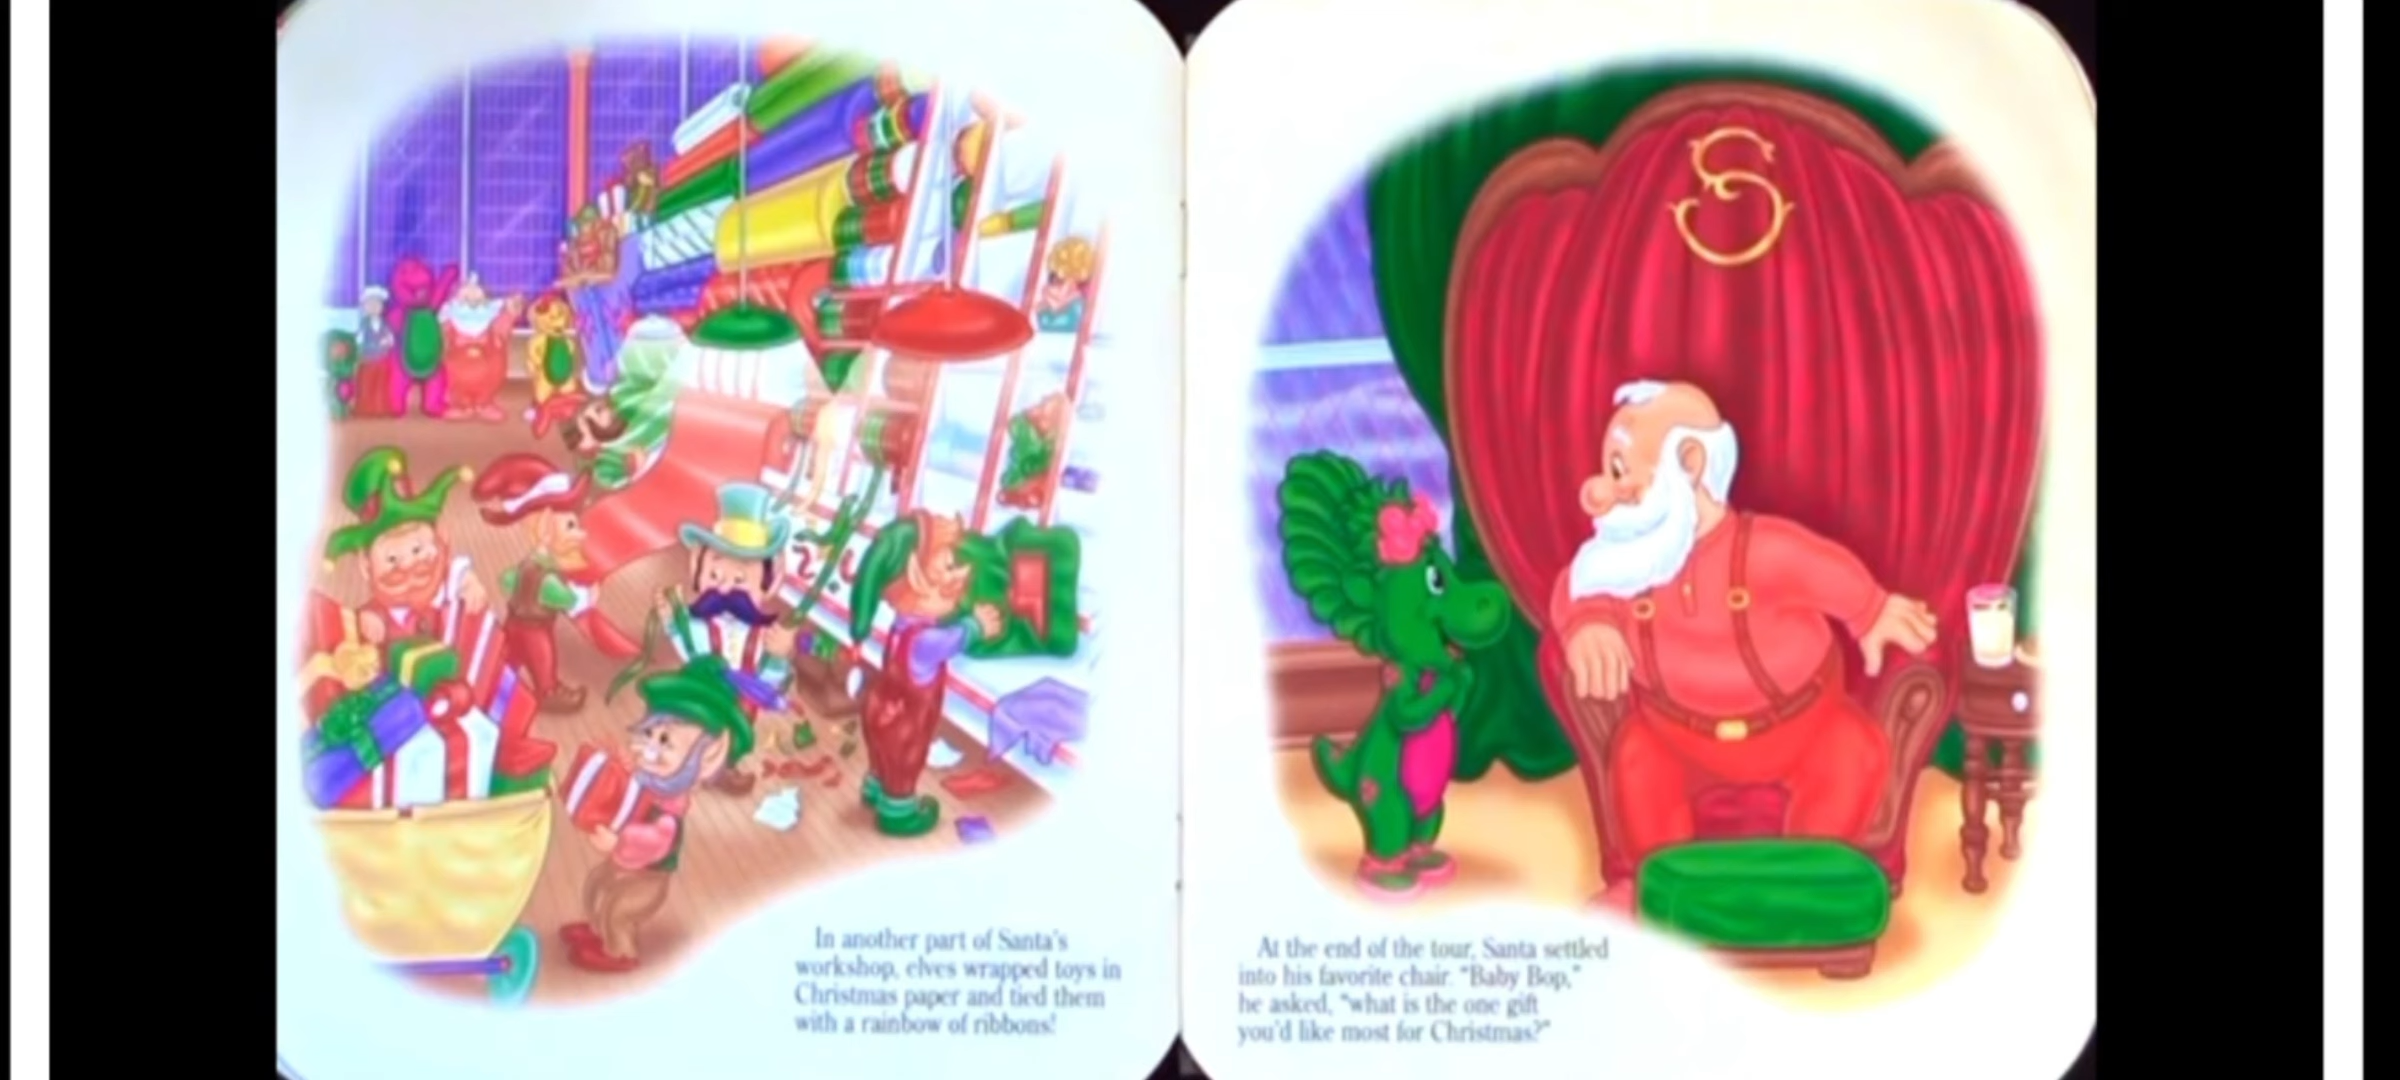 In another part of Santa's
workshop, elves wrapped toys in
Christmas paper and tied them
with a rainbow of ribbons!
S
At the end of the tour, Santa settled
into his favorite chair. "Baby Bop,"
he asked, "what is the one gift
you'd like most for Christmas?"